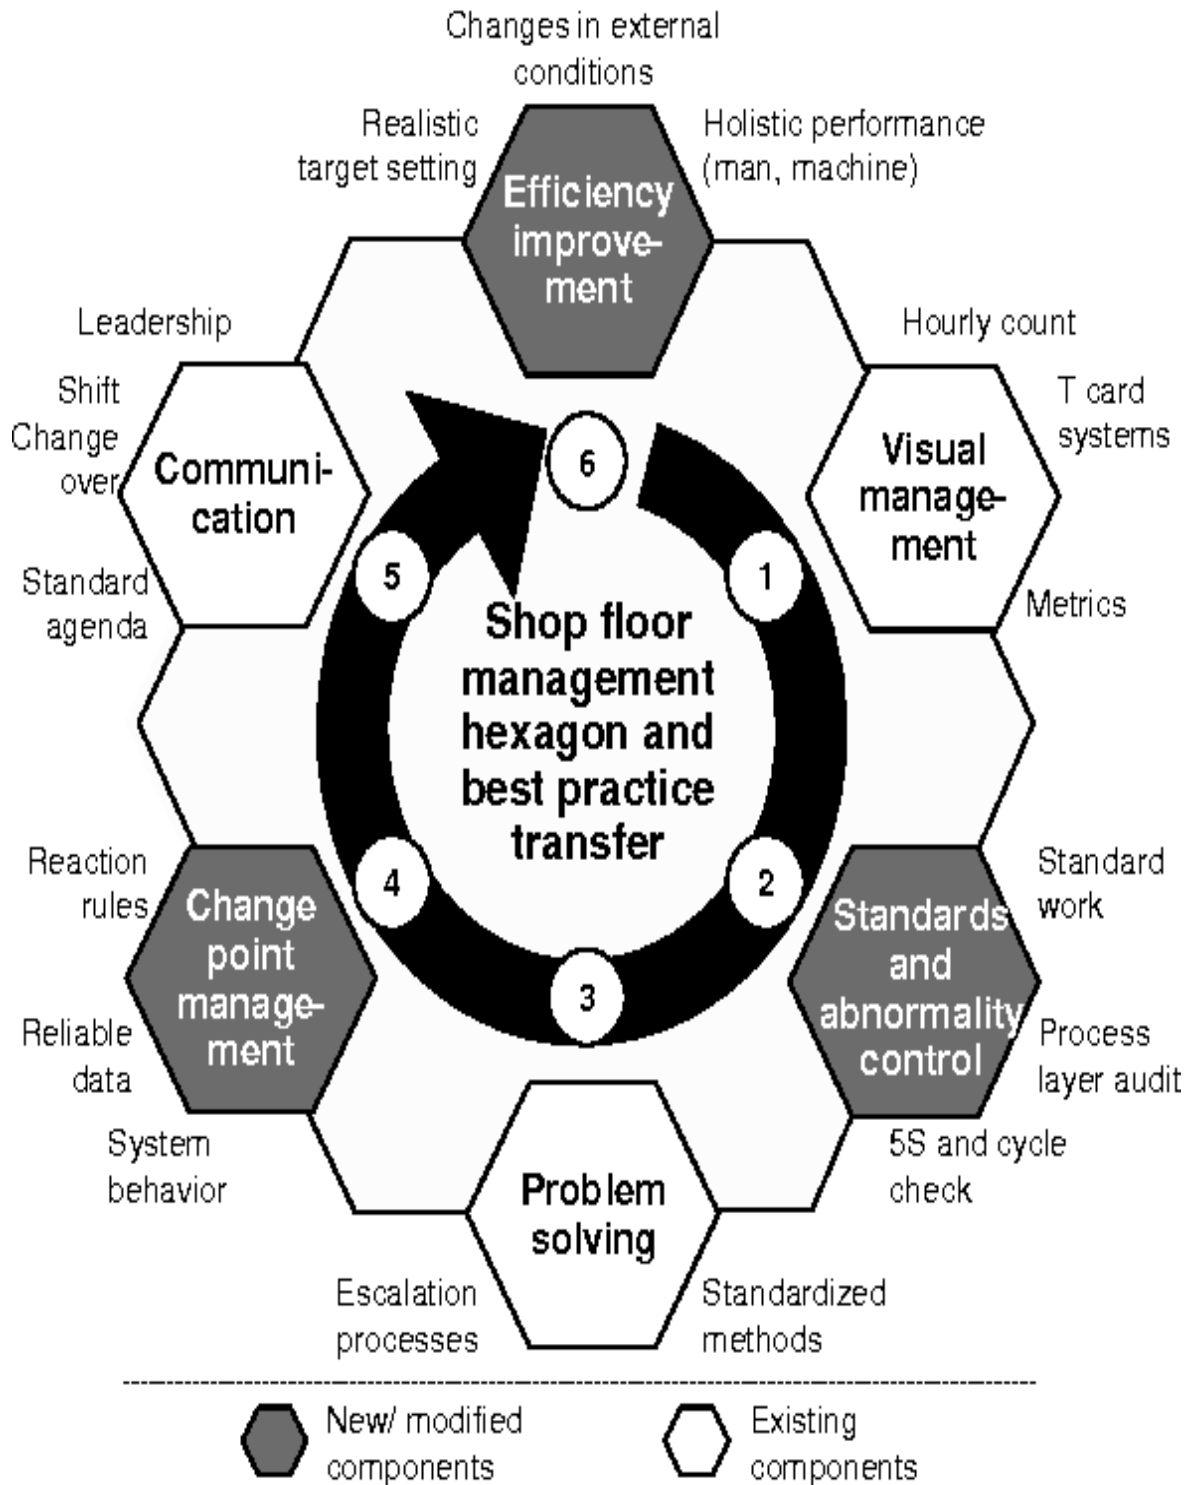 Changes in external
conditions
Realistic
target setting
Holistic performance
(man, machine)
Efficiency
improve-
ment
Leadership
Shift
Change
over
Communi-
cation
Standard
agenda
Hourly count
T card
systems
Visual
manage-
ment
Metrics
6
5
1
Shop floor
management
hexagon and
best practice
transfer
4
2
3
Reaction
rules
Change
point
manage-
ment
Reliable
data
System
behavior
Standard
work
Standards
and
abnormality
control
Process
layer audit
5S and cycle
check
Problem
solving
Escalation
processes
Standardized
methods
New/ modified
components
Existing
components